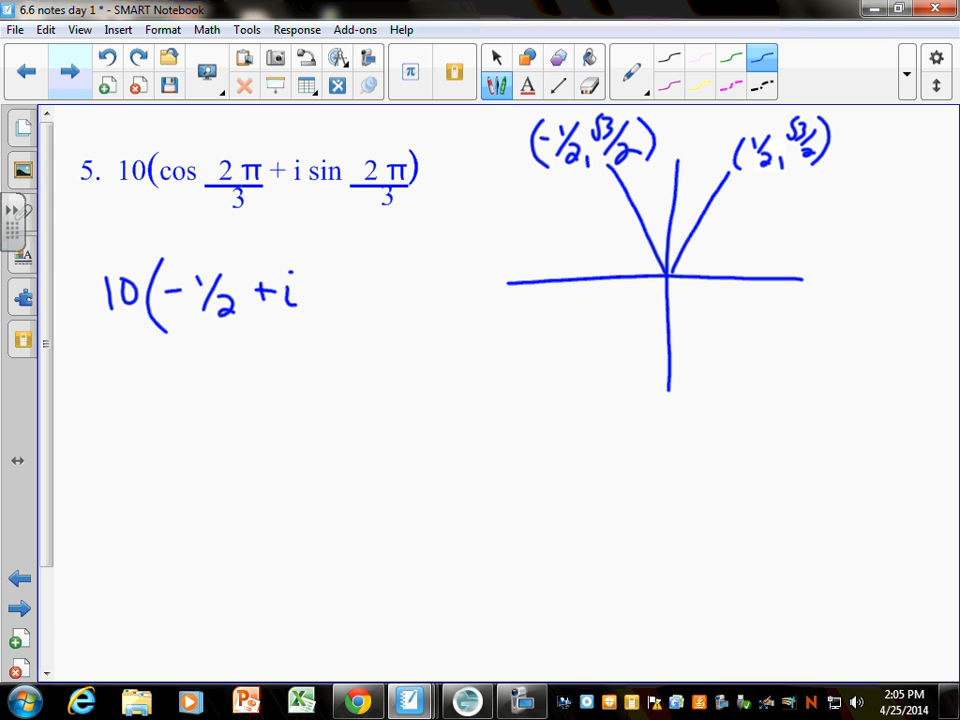 6.6 notes day 1 * - SMART Notebook
File Edit View Insert Format Math Tools Response Add-ons Help
(-1/2, √3/2) (1/2, √3/2)
5. 10(cos 2π/3 + i sin 2π/3)
10(-1/2 + i
2:05 PM
4/25/2014